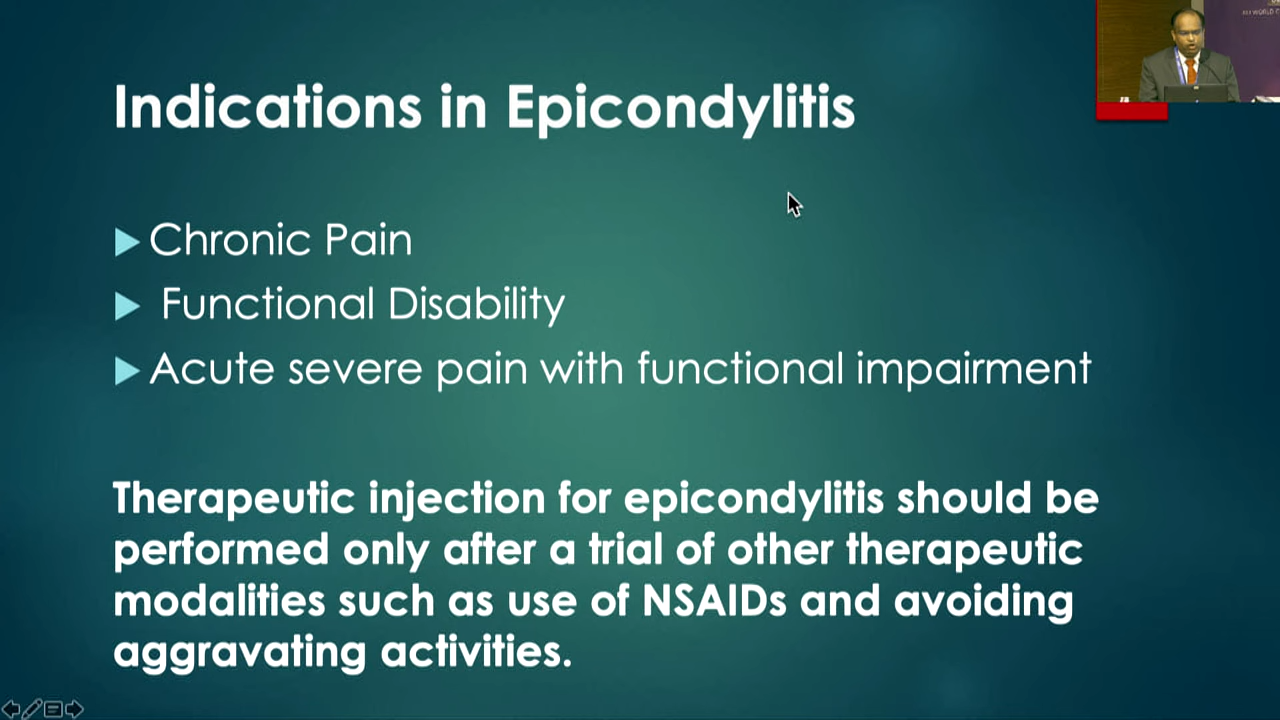 Indications in Epicondylitis
Chronic Pain
Functional Disability
Acute severe pain with functional impairment
Therapeutic injection for epicondylitis should be
performed only after a trial of other therapeutic
modalities such as use of NSAIDs and avoiding
aggravating activities.